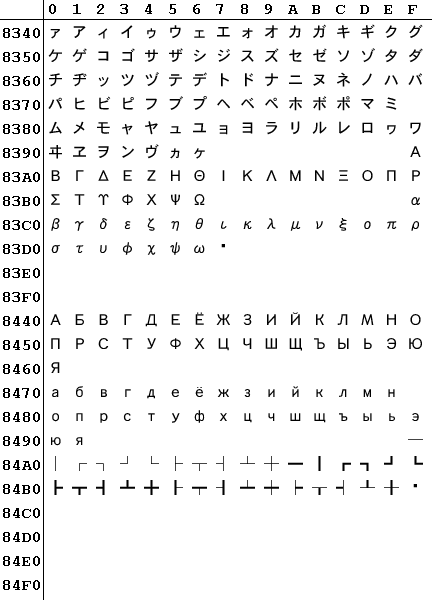 0 1 2 3 4 5 6 7 8 9 A B C D E F
8340 ァ ア ィ イ ゥ ウ ェ エ ォ オ カ ガ キ ギ ク グ
8350 ケ ゲ コ ゴ サ ザ シ ジ ス ズ セ ゼ ソ ゾ タ ダ
8360 チ ヂ ッ ツ ヅ テ デ ト ド ナ ニ ヌ ネ ノ ハ バ
8370 パ ヒ ビ ピ フ ブ プ ヘ ベ ペ ホ ボ ポ マ ミ
8380 ム メ モ ャ ヤ ュ ユ ョ ヨ ラ リ ル レ ロ ヮ ワ
8390 ヰ ヱ ヲ ン ヴ ヵ ヶ Α
83A0 Β Γ Δ Ε Ζ Η Θ Ι Κ Λ Μ Ν Ξ Ο Π Ρ
83B0 Σ Τ Υ Φ Χ Ψ Ω α
83C0 β γ δ ε ζ η θ ι κ λ μ ν ξ ο π ρ
83D0 σ τ υ φ χ ψ ω ・
83E0
83F0
8440 А Б В Г Д Е Ё Ж З И Й К Л М Н О
8450 П Р С Т У Ф Х Ц Ч Ш Щ Ъ Ы Ь Э Ю
8460 Я
8470 а б в г д е ё ж з и й к л м н
8480 о п р с т у ф х ц ч ш щ ъ ы ь э
8490 ю я ─
84A0 │ ┌ ┐ ┘ └ ├ ┬ ┤ ┴ ┼ ━ ┃ ┏ ┓ ┛ ┗
84B0 ┣ ┳ ┫ ┻ ╋ ┠ ┯ ┨ ┷ ┿ ┝ ┰ ┥ ┸ ╂ ・
84C0
84D0
84E0
84F0